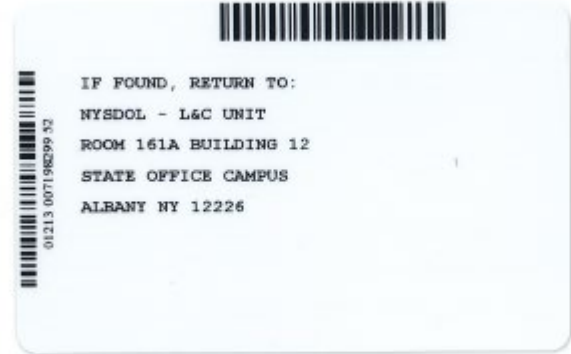 IF FOUND, RETURN TO:
NYSDOL - L&C UNIT
ROOM 161A BUILDING 12
STATE OFFICE CAMPUS
ALBANY NY 12226
01213 007198299 52